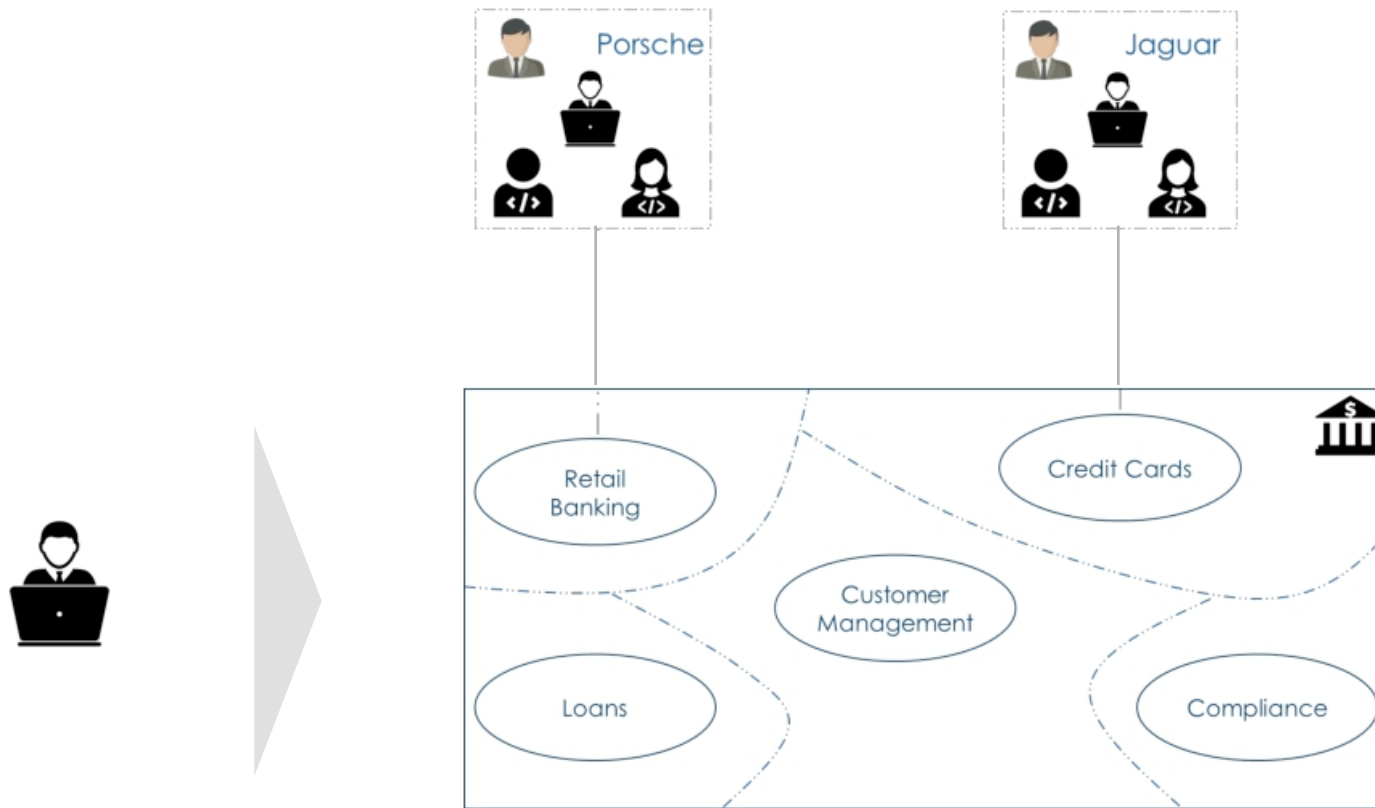 Porsche
Jaguar
</>
</>
</>
</>
$
Retail
Banking
Credit Cards
Customer
Management
Loans
Compliance